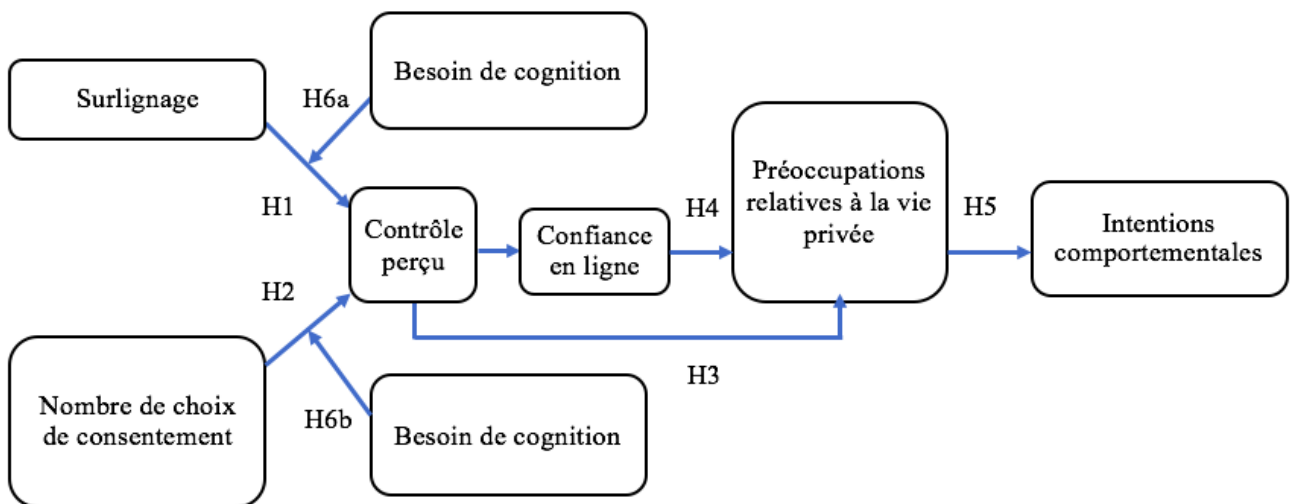 Surlignage
H6a
Besoin de cognition
H1
Contrôle
perçu
Confiance
en ligne
H4
Préoccupations
relatives à la vie
privée
H5
Intentions
comportementales
H2
H3
Nombre de choix
de consentement
H6b
Besoin de cognition